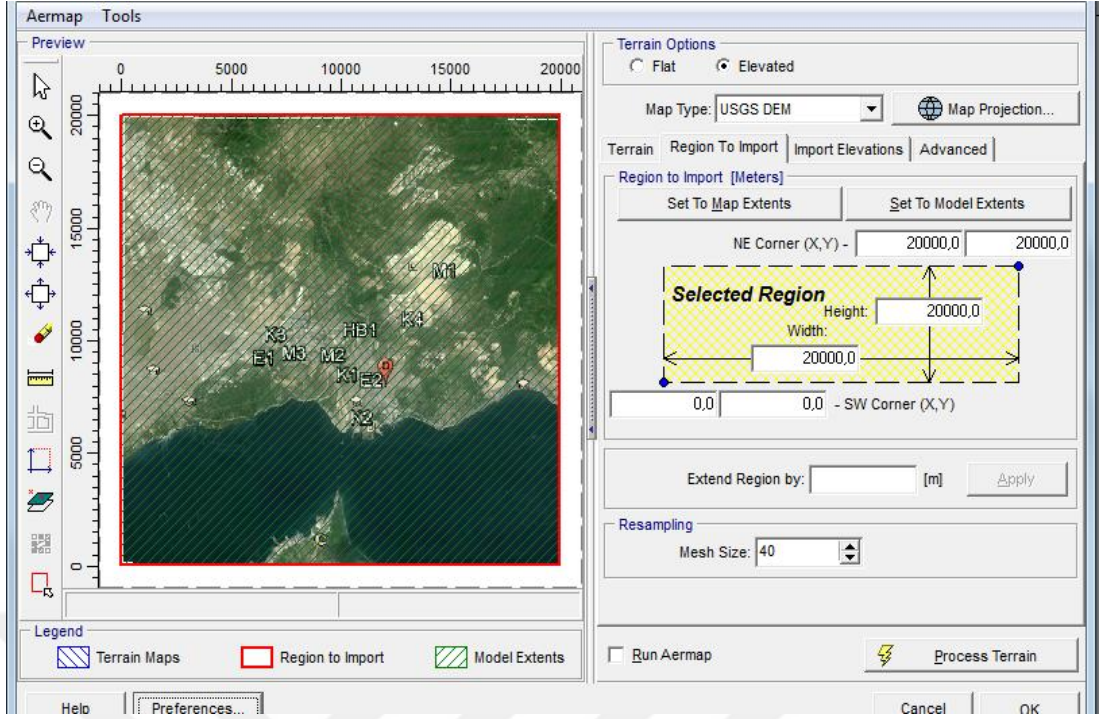 Aermap Tools
Preview
0 5000 10000 15000 20000
20000
15000
10000
5000
0
M1
K4
HB1
K3
E1 M3 M2
K1 E2
K2
Legend
Terrain Maps
Region to Import
Model Extents
Help
Preferences...
Terrain Options
Flat
Elevated
Map Type: USGS DEM
Map Projection...
Terrain
Region To Import
Import Elevations
Advanced
Region to Import [Meters]
Set To Map Extents
Set To Model Extents
NE Corner (X,Y) - 20000,0 20000,0
Selected Region
Height: 20000,0
Width:
20000,0
0,0 0,0 - SW Corner (X,Y)
Extend Region by: [m] Apply
Resampling
Mesh Size: 40
Run Aermap
Process Terrain
Cancel
OK